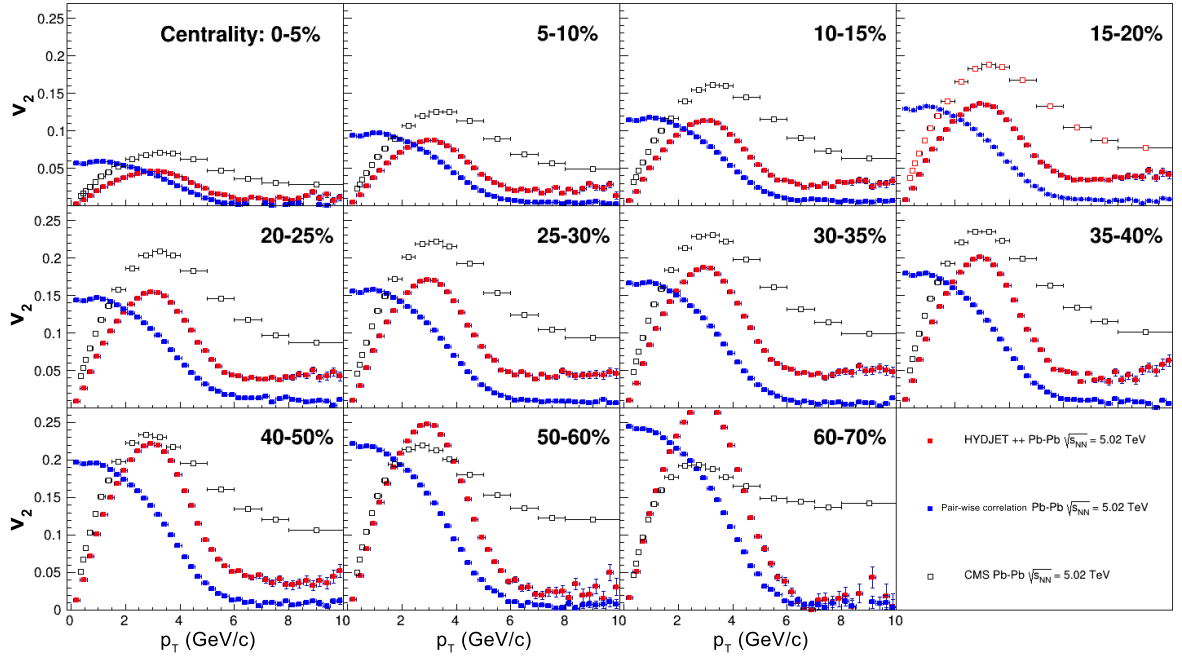 Centrality: 0-5%
5-10%
10-15%
15-20%
0.25
0.2
0.15
0.1
0.05
v2
20-25%
25-30%
30-35%
35-40%
0.25
0.2
0.15
0.1
0.05
v2
40-50%
50-60%
60-70%
0.25
0.2
0.15
0.1
0.05
0
v2
HYDJET ++ Pb-Pb √sNN = 5.02 TeV
Pair-wise correlation Pb-Pb √sNN = 5.02 TeV
CMS Pb-Pb √sNN = 5.02 TeV
0 2 4 6 8 10 2 4 6 8 10 2 4 6 8 10
pT (GeV/c) pT (GeV/c) pT (GeV/c)